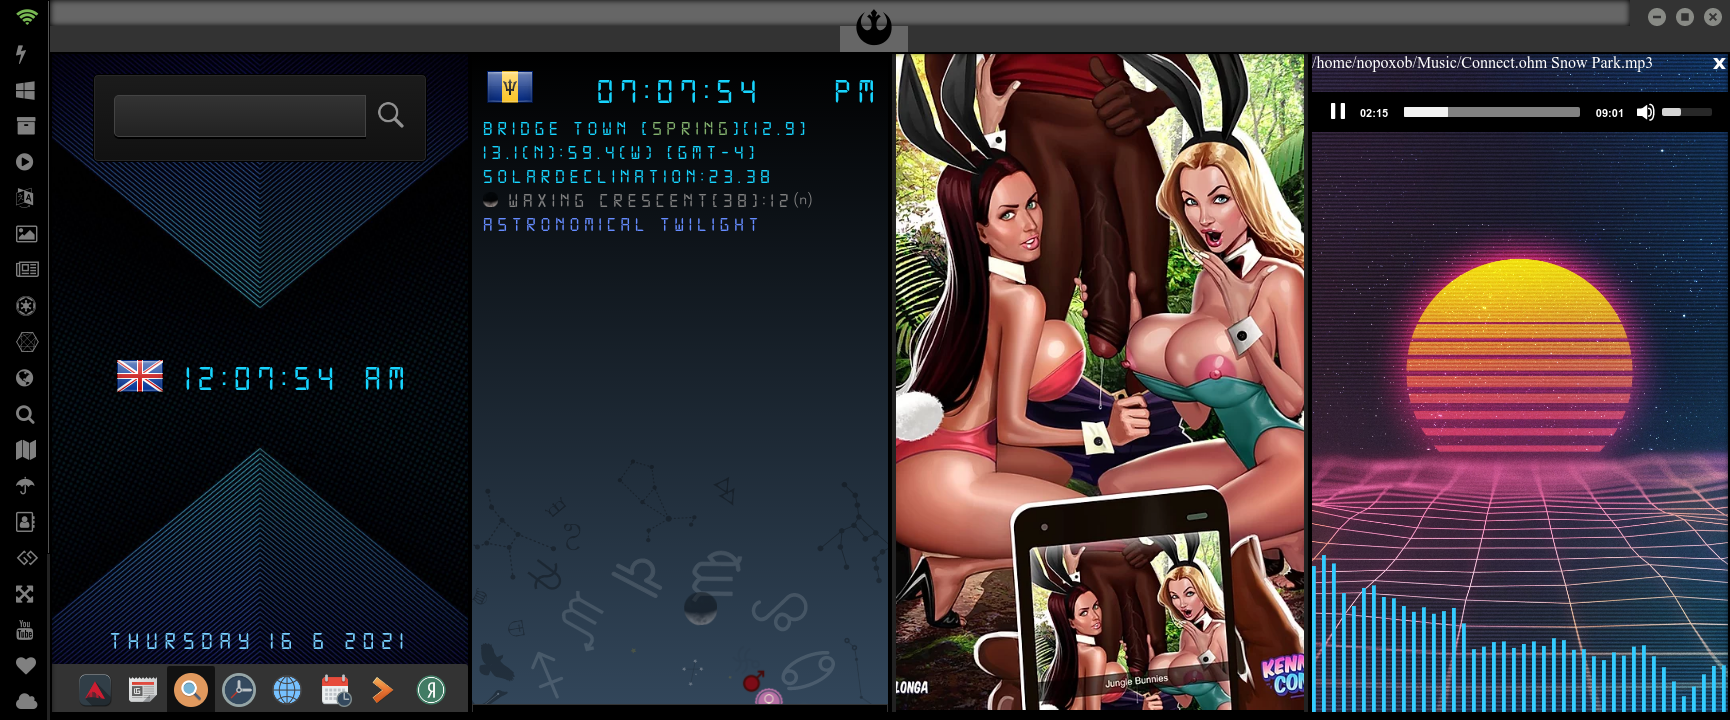 12:07:54 AM
THURSDAY 16 6 2021
07:07:54 PM
BRIDGE TOWN [SPRING][12.9]
13.1(N):59.4(W) [GMT-4]
SOLARDECLINATION:23.38
WAXING CRESCENT[38]:12(n)
ASTRONOMICAL TWILIGHT
Jungle Bunnies
LONGA
/home/nopoxob/Music/Connect.ohm Snow Park.mp3
x
02:15
09:01
You
Tube
Я